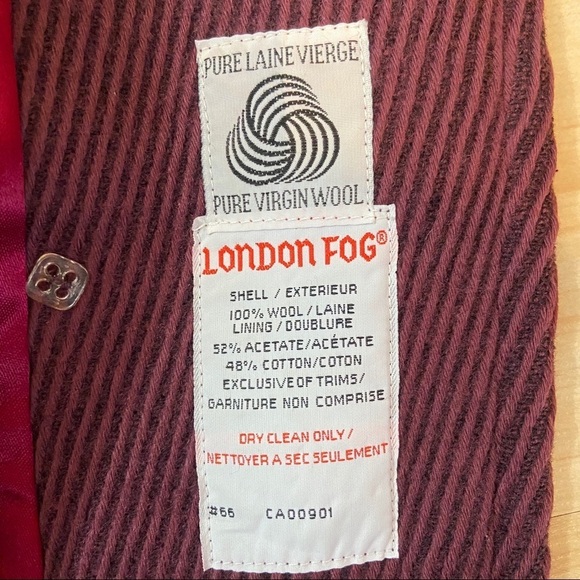 PURE LAINE VIERGE
PURE VIRGIN WOOL
LONDON FOG®
SHELL / EXTERIEUR
100% WOOL / LAINE
LINING / DOUBLURE
52% ACETATE/ACÉTATE
48% COTTON/COTON
EXCLUSIVE OF TRIMS/
GARNITURE NON COMPRISE
DRY CLEAN ONLY /
NETTOYER A SEC SEULEMENT
#66 CA00901